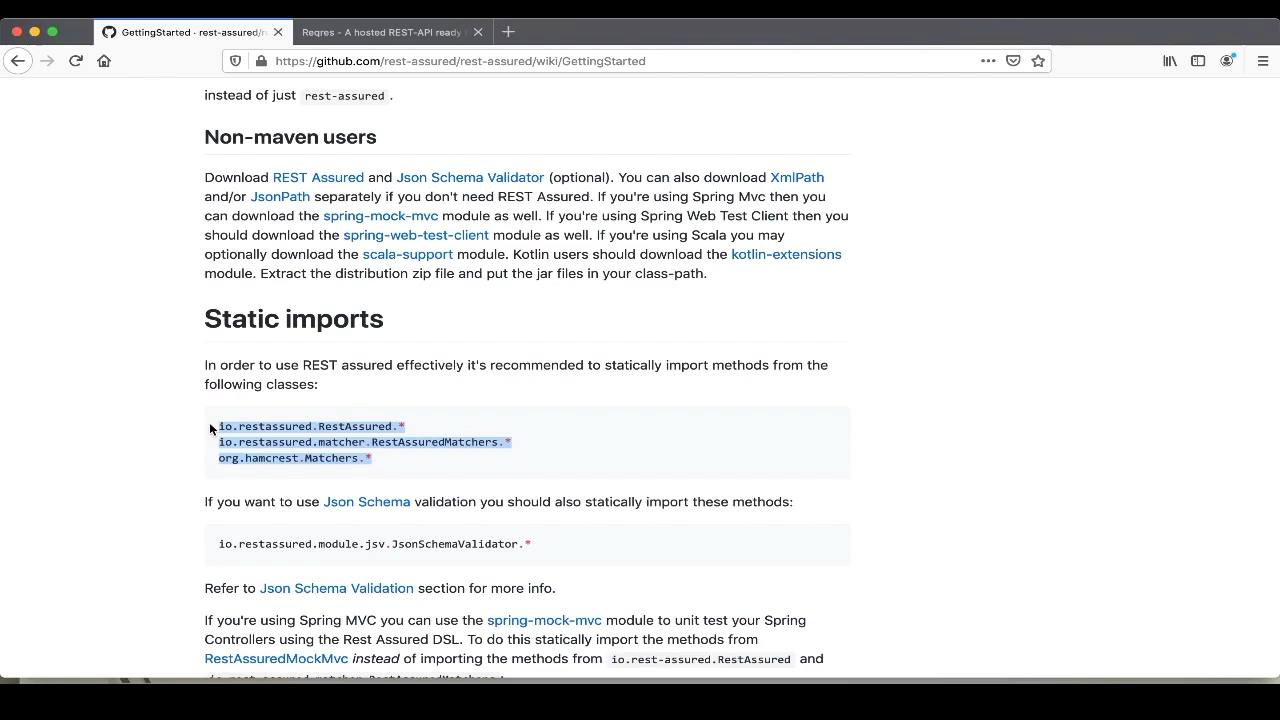 GettingStarted · rest-assured/r
Reqres - A hosted REST-API ready
https://github.com/rest-assured/rest-assured/wiki/GettingStarted
instead of just rest-assured .
Non-maven users
Download REST Assured and Json Schema Validator (optional). You can also download XmlPath
and/or JsonPath separately if you don't need REST Assured. If you're using Spring Mvc then you
can download the spring-mock-mvc module as well. If you're using Spring Web Test Client then you
should download the spring-web-test-client module as well. If you're using Scala you may
optionally download the scala-support module. Kotlin users should download the kotlin-extensions
module. Extract the distribution zip file and put the jar files in your class-path.
Static imports
In order to use REST assured effectively it's recommended to statically import methods from the
following classes:
io.restassured.RestAssured.*
io.restassured.matcher.RestAssuredMatchers.*
org.hamcrest.Matchers.*
If you want to use Json Schema validation you should also statically import these methods:
io.restassured.module.jsv.JsonSchemaValidator.*
Refer to Json Schema Validation section for more info.
If you're using Spring MVC you can use the spring-mock-mvc module to unit test your Spring
Controllers using the Rest Assured DSL. To do this statically import the methods from
RestAssuredMockMvc instead of importing the methods from io.rest-assured.RestAssured and